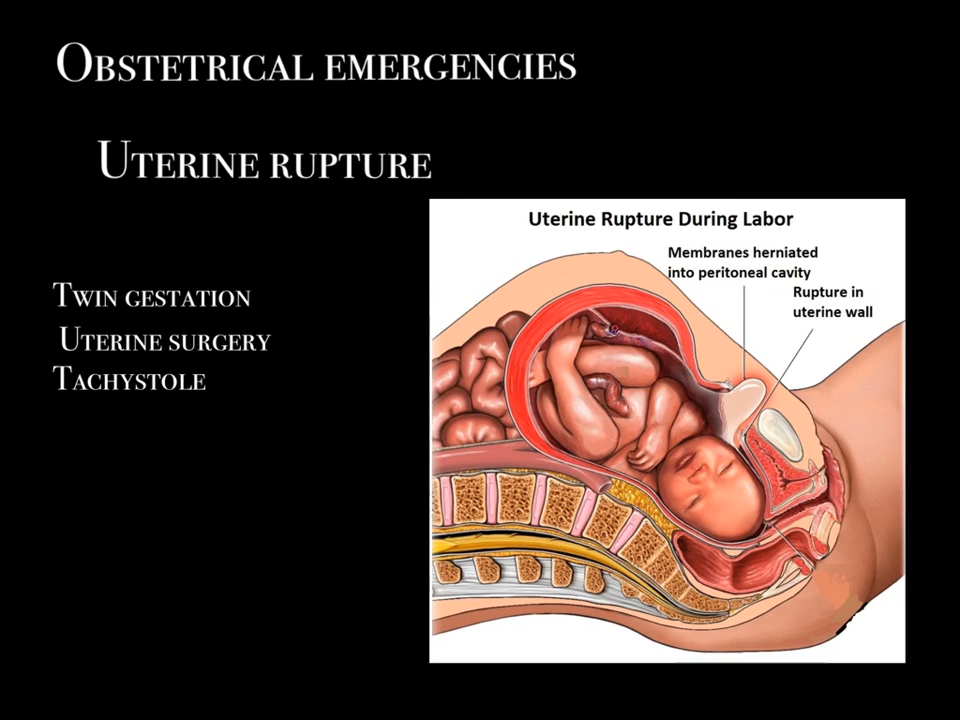 Obstetrical emergencies
Uterine rupture
Twin gestation
Uterine surgery
Tachystole
Uterine Rupture During Labor
Membranes herniated
into peritoneal cavity
Rupture in
uterine wall